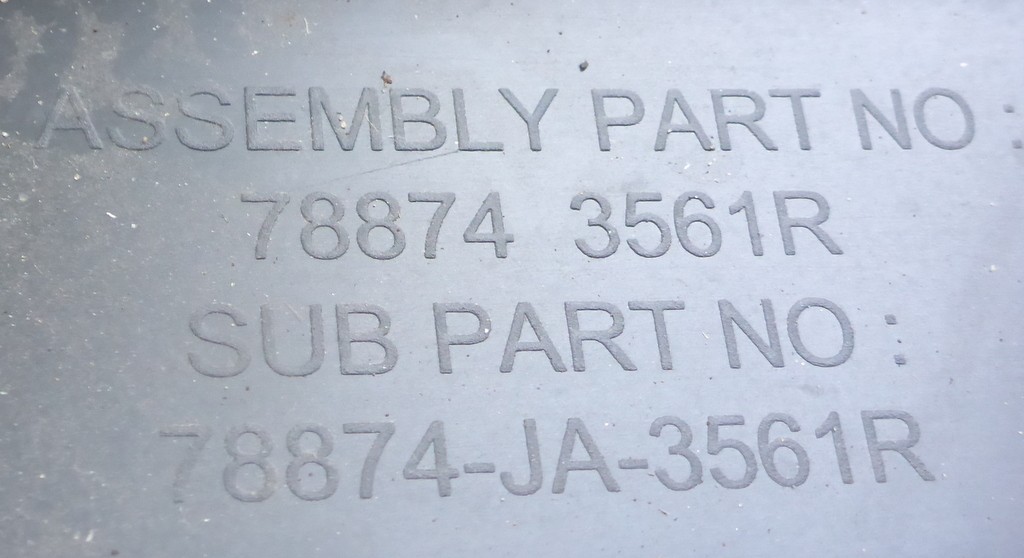 ASSEMBLY PART NO :
78874 3561R
SUB PART NO :
78874-JA-3561R